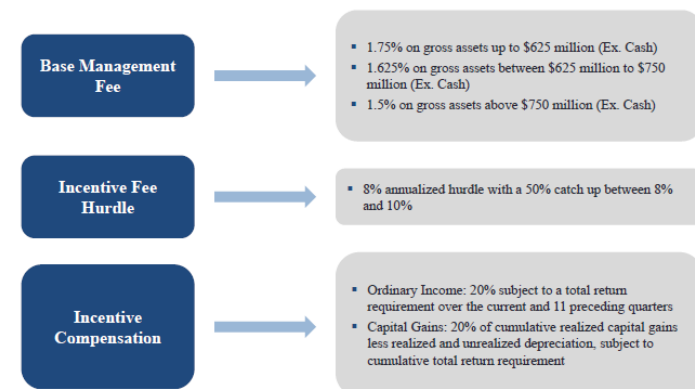 Base Management
Fee
▪ 1.75% on gross assets up to $625 million (Ex. Cash)
▪ 1.625% on gross assets between $625 million to $750
million (Ex. Cash)
▪ 1.5% on gross assets above $750 million (Ex. Cash)
Incentive Fee
Hurdle
▪ 8% annualized hurdle with a 50% catch up between 8%
and 10%
Incentive
Compensation
▪ Ordinary Income: 20% subject to a total return
requirement over the current and 11 preceding quarters
▪ Capital Gains: 20% of cumulative realized capital gains
less realized and unrealized depreciation, subject to
cumulative total return requirement